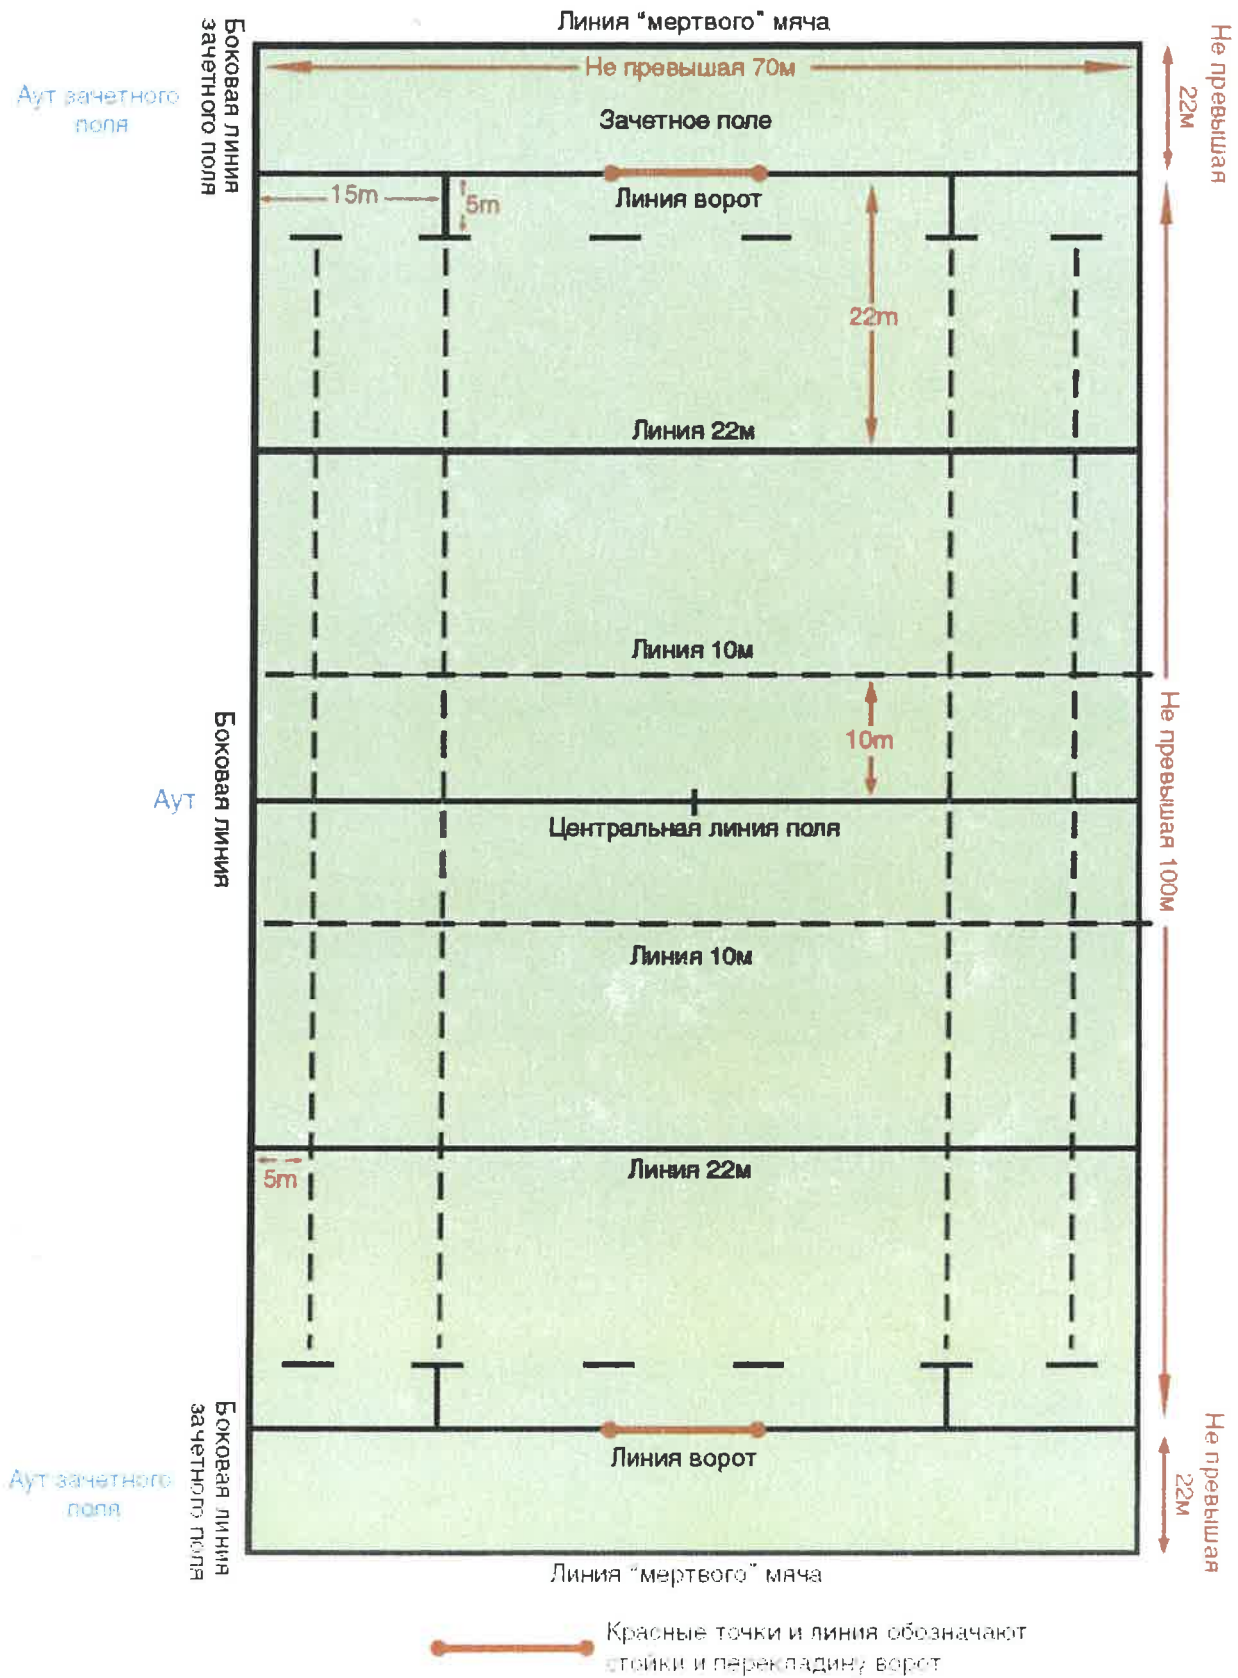 Линия "мертвого" мяча
Боковая линия
зачетного поля
Не превышая
22м
Не превышая 70м
Аут зачетного
поля
Зачетное поле
15m
5m
Линия ворот
22m
Линия 22м
Линия 10м
10m
Не превышая 100м
Боковая линия
Аут
Центральная линия поля
Линия 10м
5m
Линия 22м
Боковая линия
зачетного поля
Не превышая
22м
Линия ворот
Аут зачетного
поля
Линия "мертвого" мяча
Красные точки и линия обозначают
стойки и перекладину ворот